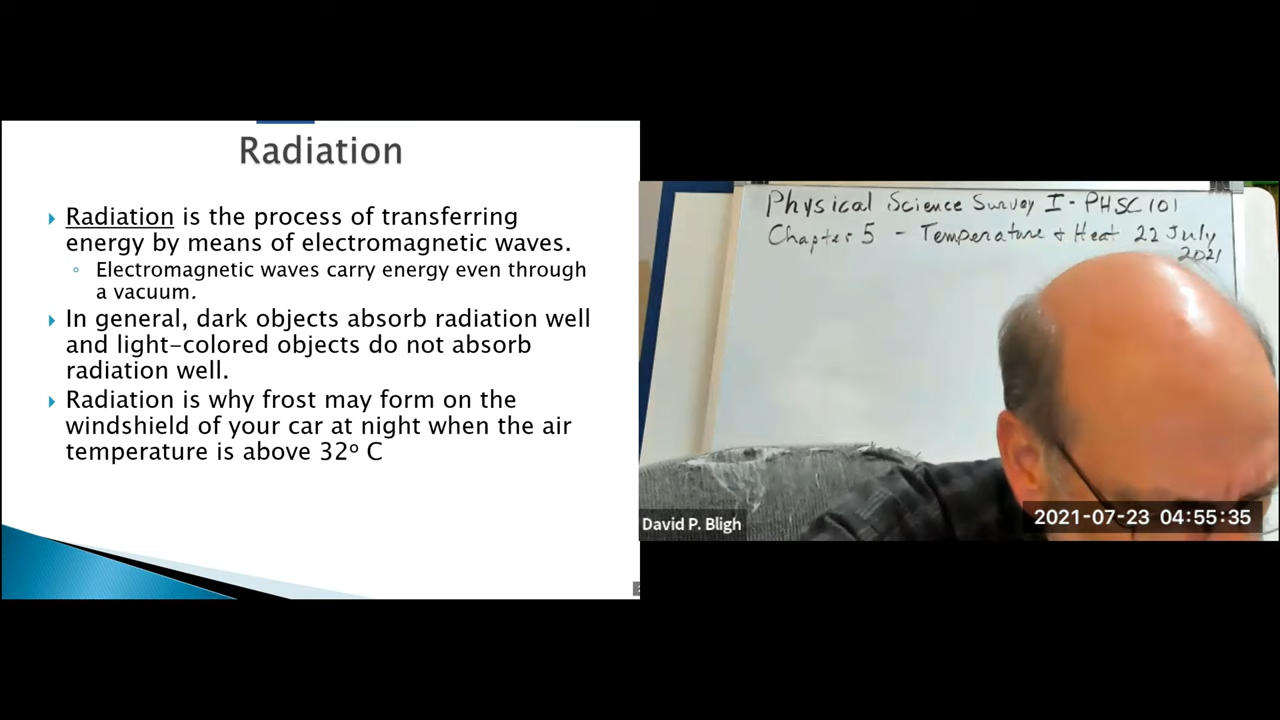 Radiation
Radiation is the process of transferring
energy by means of electromagnetic waves.
Electromagnetic waves carry energy even through
a vacuum.
In general, dark objects absorb radiation well
and light-colored objects do not absorb
radiation well.
Radiation is why frost may form on the
windshield of your car at night when the air
temperature is above 32º C
Physical Science Survey I - PHSC 101
Chapter 5 - Temperature & Heat 22 July
2021
David P. Bligh
2021-07-23 04:55:35